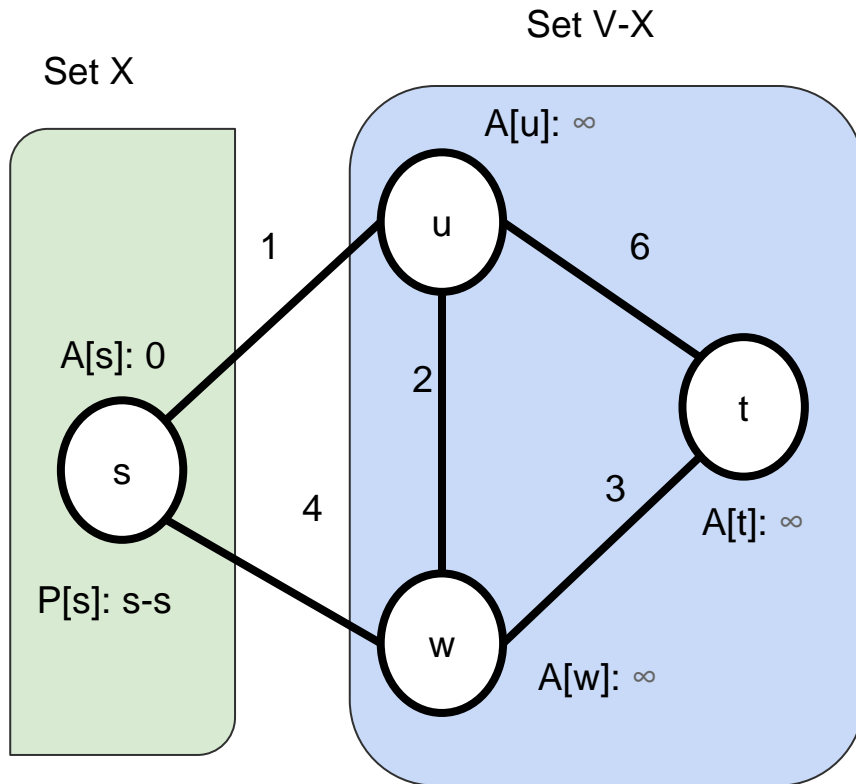 Set V-X
Set X
A[u]: ∞
u
1
6
A[s]: 0
2
t
s
4
3
A[t]: ∞
P[s]: s-s
w
A[w]: ∞